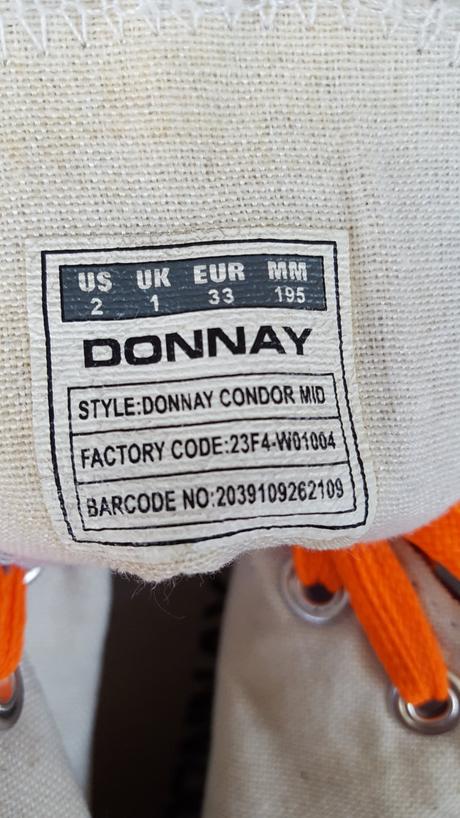 US UK EUR MM
2 1 33 195
DONNAY
STYLE:DONNAY CONDOR MID
FACTORY CODE:23F4-W01004
BARCODE NO:2039109262109